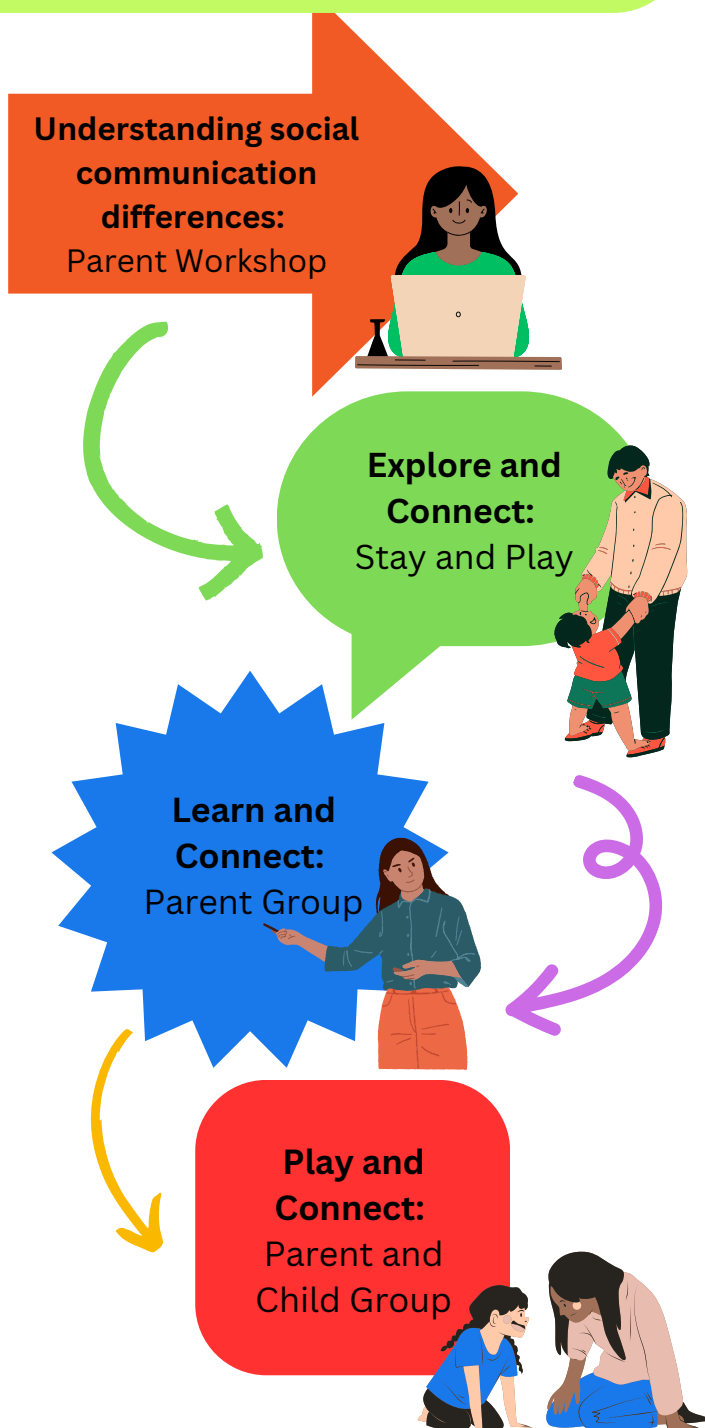 Understanding social
communication
differences:
Parent Workshop
Explore and
Connect:
Stay and Play
Learn and
Connect:
Parent Group
Play and
Connect:
Parent and
Child Group